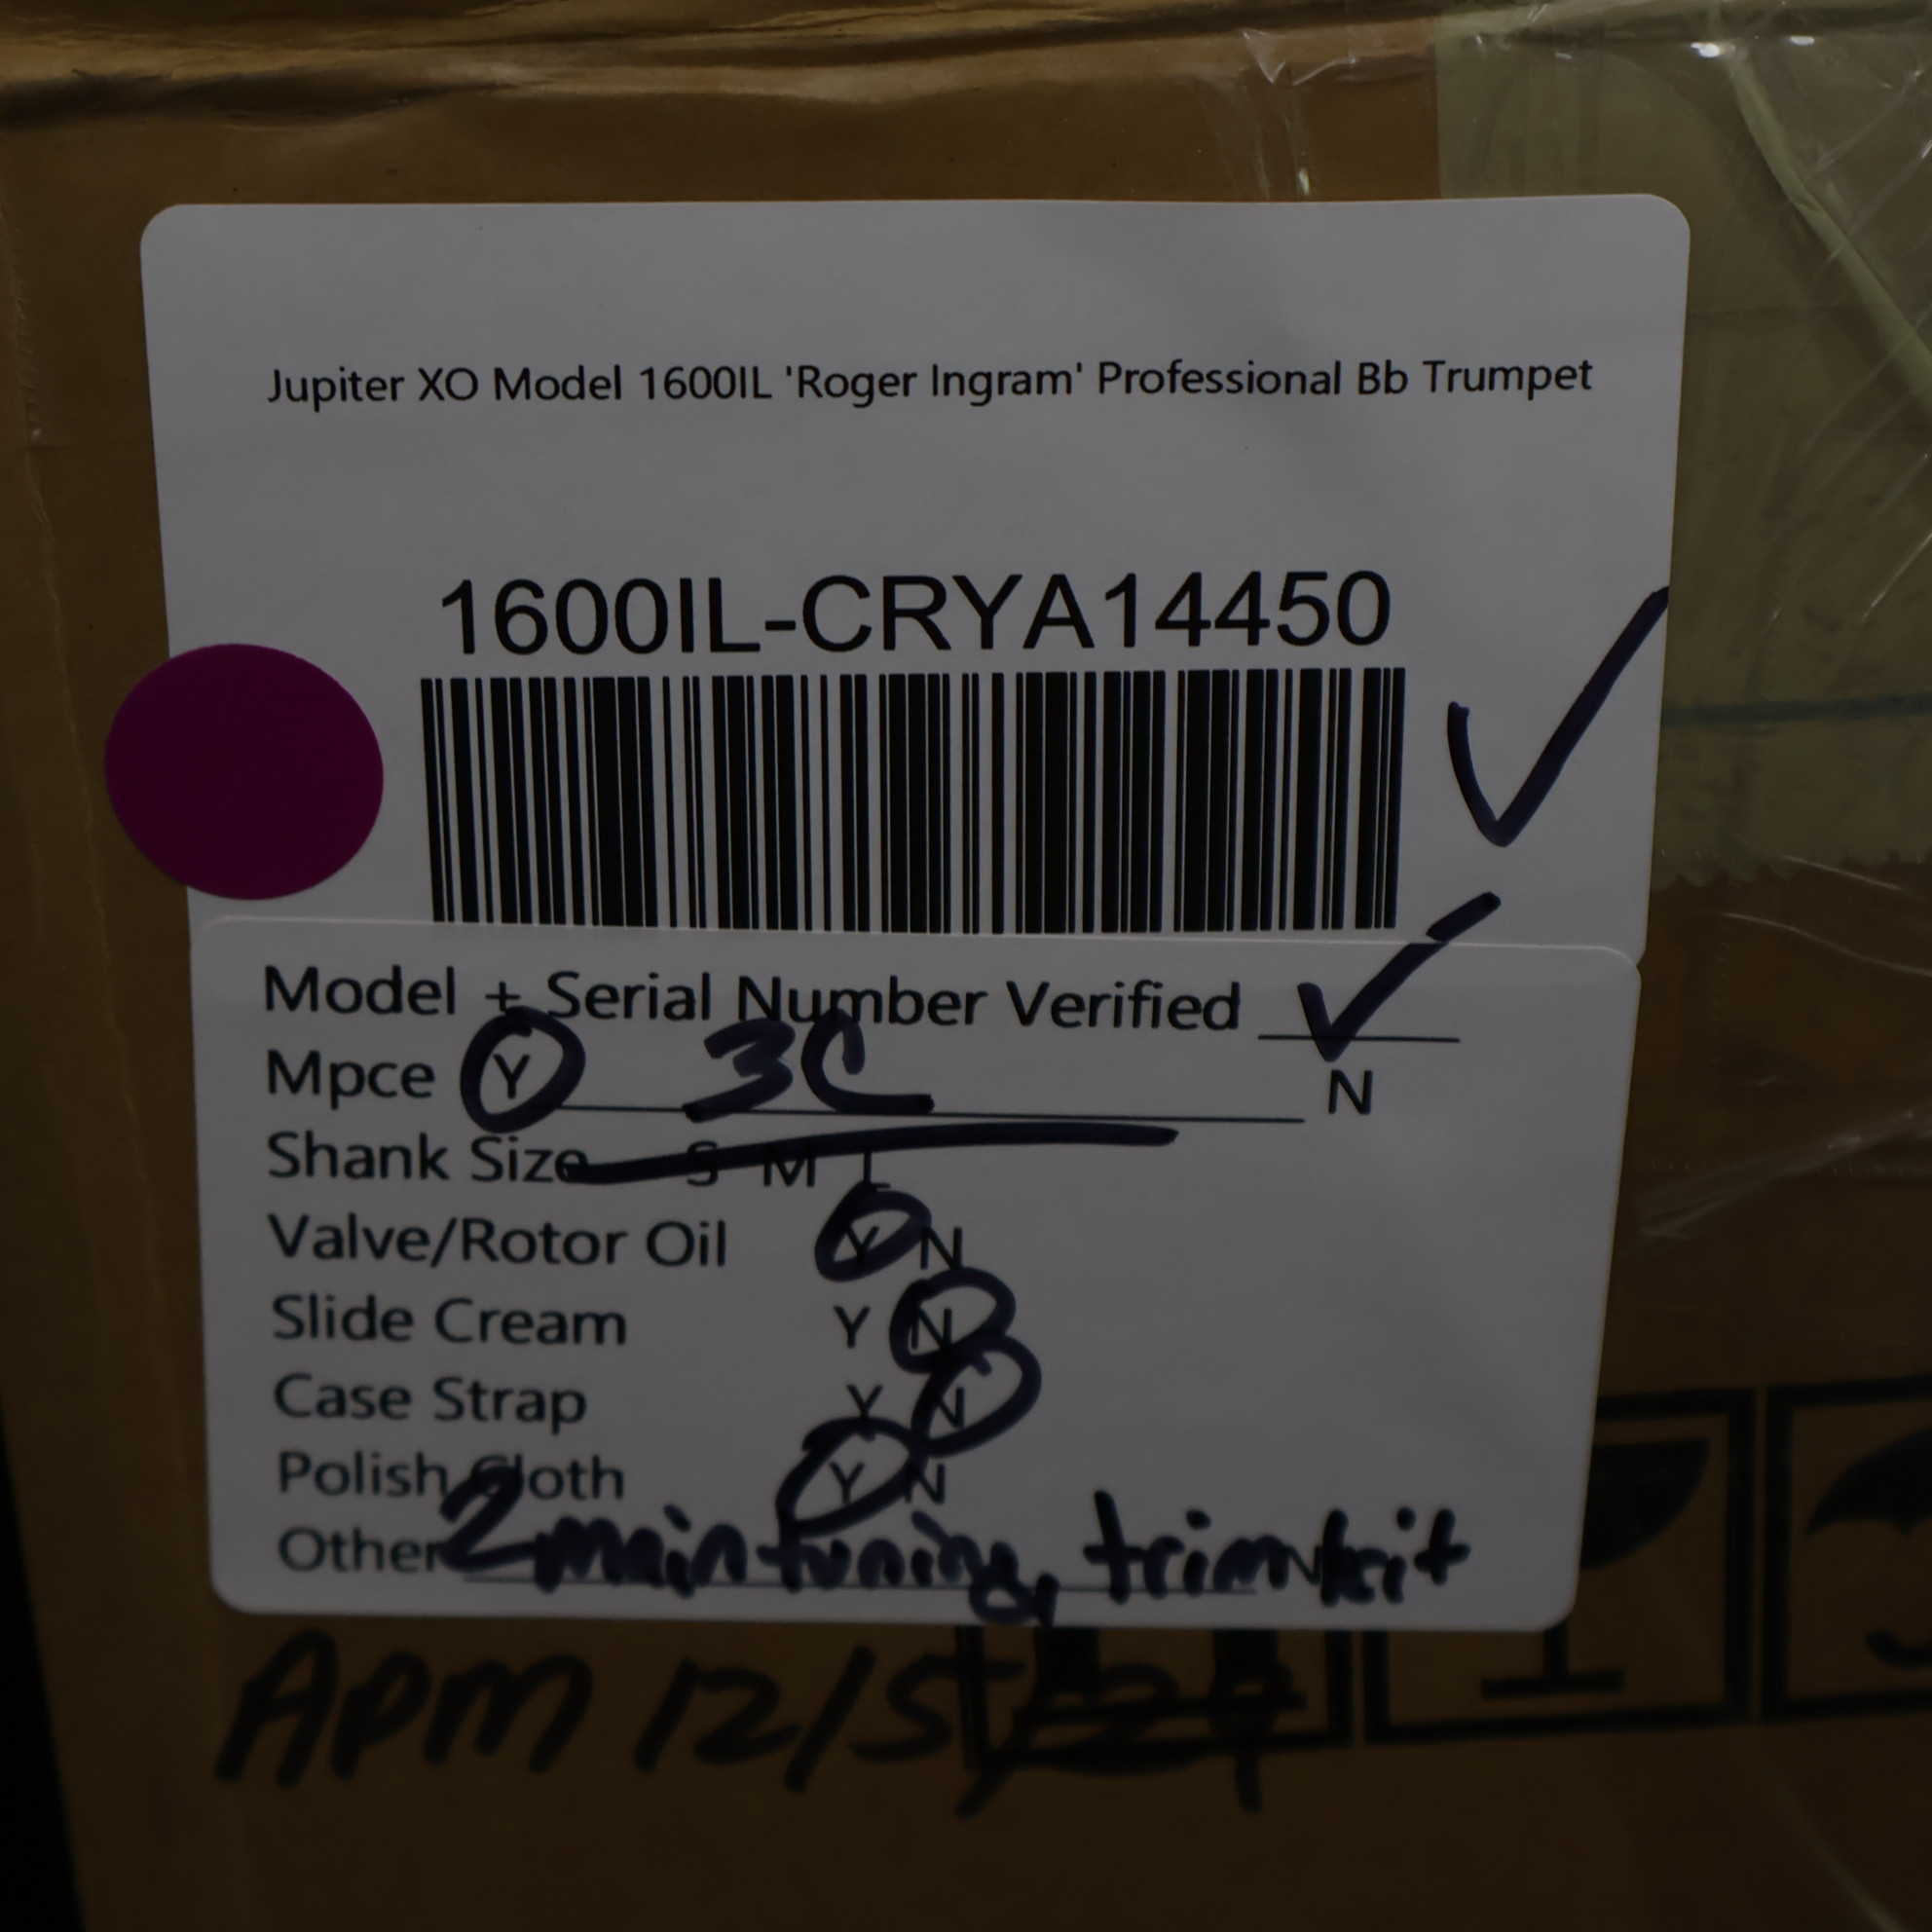 Jupiter XO Model 1600IL 'Roger Ingram' Professional Bb Trumpet
1600IL-CRYA14450
Model + Serial Number Verified ✓
Mpce Y 3C N
Shank Size S M L
Valve/Rotor Oil Y N
Slide Cream Y N
Case Strap Y N
Polish Cloth Y N
Other 2 main tuning, trim kit
APM 12/5/24